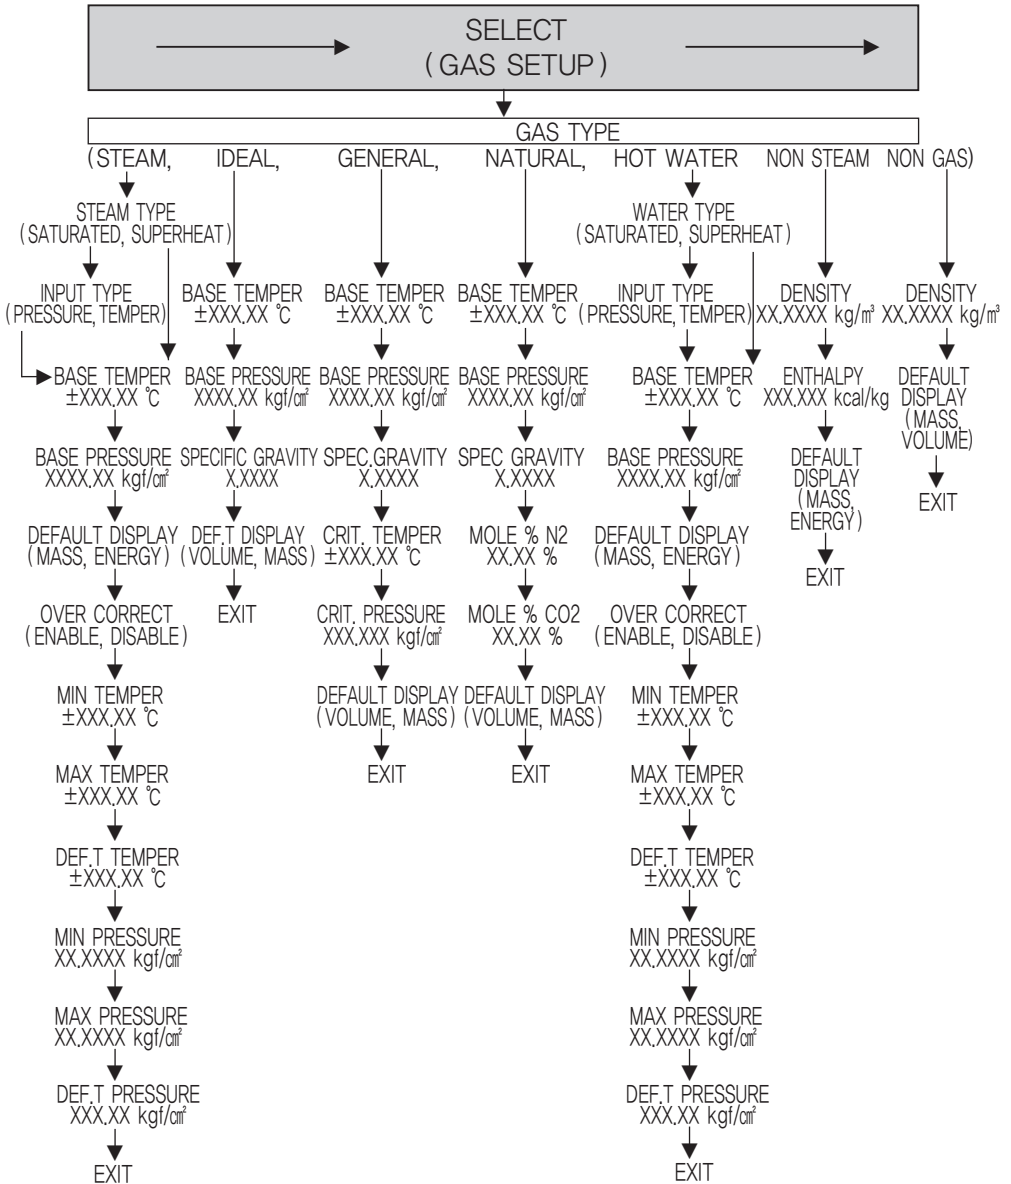 SELECT
(GAS SETUP)
GAS TYPE
(STEAM, IDEAL, GENERAL, NATURAL, HOT WATER NON STEAM NON GAS)
STEAM TYPE
(SATURATED, SUPERHEAT)
INPUT TYPE
(PRESSURE, TEMPER)
BASE TEMPER
±XXX.XX ℃
BASE PRESSURE
XXXX.XX kgf/㎠
DEFAULT DISPLAY
(MASS, ENERGY)
OVER CORRECT
(ENABLE, DISABLE)
MIN TEMPER
±XXX.XX ℃
MAX TEMPER
±XXX.XX ℃
DEF.T TEMPER
±XXX.XX ℃
MIN PRESSURE
XX.XXXX kgf/㎠
MAX PRESSURE
XX.XXXX kgf/㎠
DEF.T PRESSURE
XXX.XX kgf/㎠
EXIT
BASE TEMPER
±XXX.XX ℃
BASE PRESSURE
XXXX.XX kgf/㎠
SPECIFIC GRAVITY
X.XXXX
DEF.T DISPLAY
(VOLUME, MASS)
EXIT
BASE TEMPER
±XXX.XX ℃
BASE PRESSURE
XXXX.XX kgf/㎠
SPEC.GRAVITY
X.XXXX
CRIT. TEMPER
±XXX.XX ℃
CRIT. PRESSURE
XXX.XXX kgf/㎠
DEFAULT DISPLAY
(VOLUME, MASS)
EXIT
BASE TEMPER
±XXX.XX ℃
BASE PRESSURE
XXXX.XX kgf/㎠
SPEC GRAVITY
X.XXXX
MOLE % N2
XX.XX %
MOLE % CO2
XX.XX %
DEFAULT DISPLAY
(VOLUME, MASS)
EXIT
WATER TYPE
(SATURATED, SUPERHEAT)
INPUT TYPE
(PRESSURE, TEMPER)
BASE TEMPER
±XXX.XX ℃
BASE PRESSURE
XXXX.XX kgf/㎠
DEFAULT DISPLAY
(MASS, ENERGY)
OVER CORRECT
(ENABLE, DISABLE)
MIN TEMPER
±XXX.XX ℃
MAX TEMPER
±XXX.XX ℃
DEF.T TEMPER
±XXX.XX ℃
MIN PRESSURE
XX.XXXX kgf/㎠
MAX PRESSURE
XX.XXXX kgf/㎠
DEF.T PRESSURE
XXX.XX kgf/㎠
EXIT
DENSITY
XX.XXXX kg/㎥
ENTHALPY
XXX.XXX kcal/kg
DEFAULT
DISPLAY
(MASS,
ENERGY)
EXIT
DENSITY
XX.XXXX kg/㎥
DEFAULT
DISPLAY
(MASS,
VOLUME)
EXIT